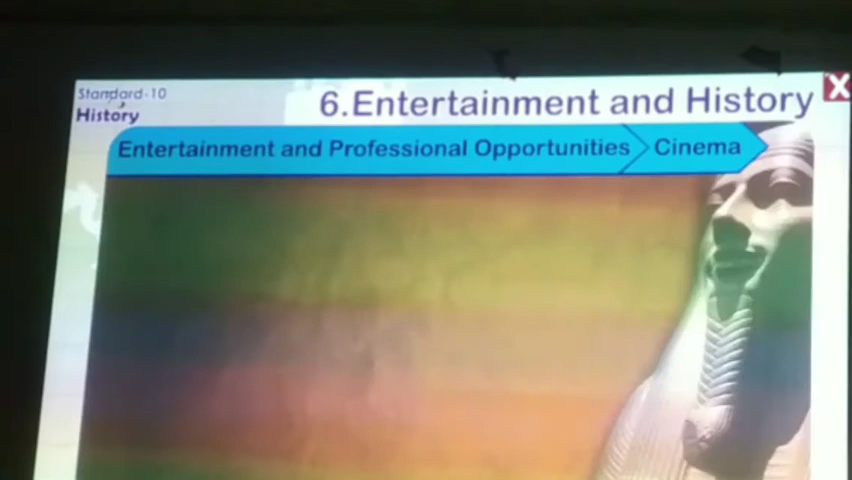 Standard-10
History
6.Entertainment and History
X
Entertainment and Professional Opportunities
Cinema